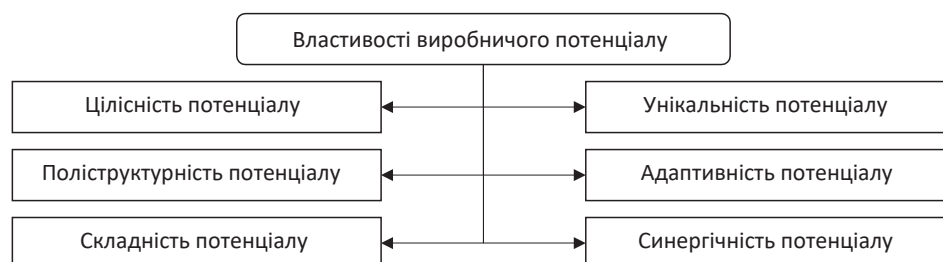 Властивості виробничого потенціалу
Цілісність потенціалу
Унікальність потенціалу
Поліструктурність потенціалу
Адаптивність потенціалу
Складність потенціалу
Синергічність потенціалу